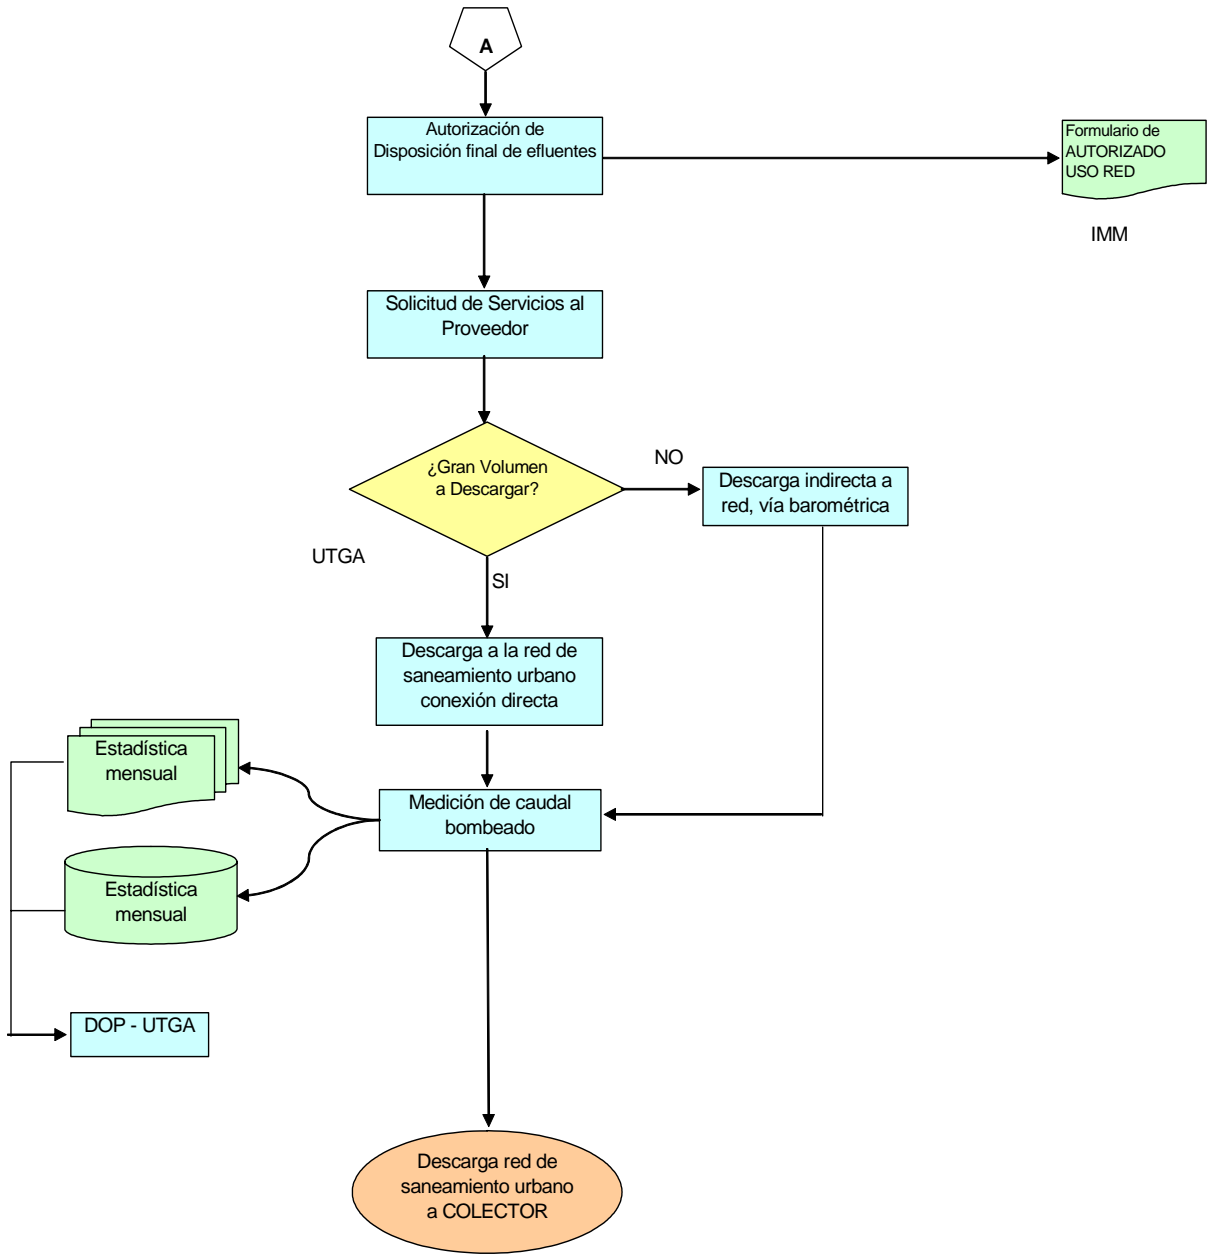 A
Autorización de
Disposición final de efluentes
Formulario de
AUTORIZADO
USO RED
IMM
Solicitud de Servicios al
Proveedor
¿Gran Volumen
a Descargar?
NO
Descarga indirecta a
red, vía barométrica
UTGA
SI
Descarga a la red de
saneamiento urbano
conexión directa
Estadística
mensual
Medición de caudal
bombeado
Estadística
mensual
DOP - UTGA
Descarga red de
saneamiento urbano
a COLECTOR